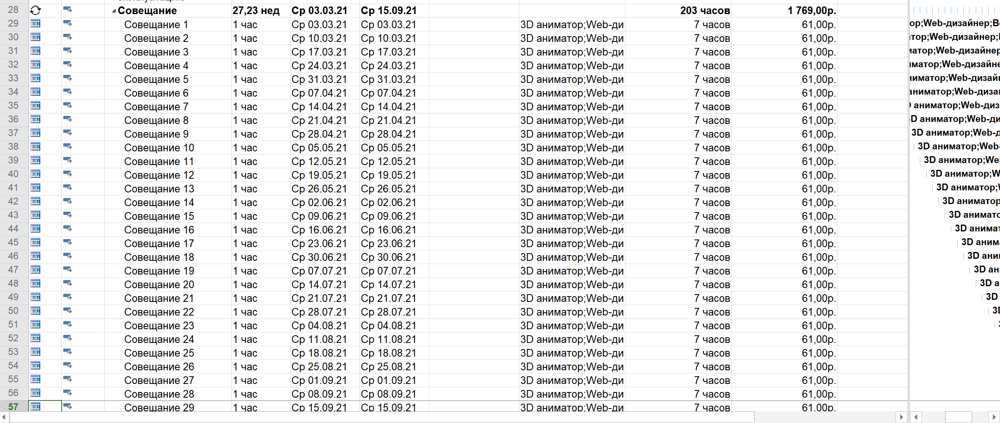 28 Совещание 27,23 нед Ср 03.03.21 Ср 15.09.21 203 часов 1 769,00р.
29 Совещание 1 1 час Ср 03.03.21 Ср 03.03.21 3D аниматор;Web-ди 7 часов 61,00р. ор;Web-дизайнер;В
30 Совещание 2 1 час Ср 10.03.21 Ср 10.03.21 3D аниматор;Web-ди 7 часов 61,00р. тор;Web-дизайнер;
31 Совещание 3 1 час Ср 17.03.21 Ср 17.03.21 3D аниматор;Web-ди 7 часов 61,00р. матор;Web-дизайнер
32 Совещание 4 1 час Ср 24.03.21 Ср 24.03.21 3D аниматор;Web-ди 7 часов 61,00р. иматор;Web-дизайне
33 Совещание 5 1 час Ср 31.03.21 Ср 31.03.21 3D аниматор;Web-ди 7 часов 61,00р. ниматор;Web-дизай
34 Совещание 6 1 час Ср 07.04.21 Ср 07.04.21 3D аниматор;Web-ди 7 часов 61,00р. аниматор;Web-диза
35 Совещание 7 1 час Ср 14.04.21 Ср 14.04.21 3D аниматор;Web-ди 7 часов 61,00р. аниматор;Web-диз
36 Совещание 8 1 час Ср 21.04.21 Ср 21.04.21 3D аниматор;Web-ди 7 часов 61,00р. D аниматор;Web-ди
37 Совещание 9 1 час Ср 28.04.21 Ср 28.04.21 3D аниматор;Web-ди 7 часов 61,00р. 3D аниматор;Web-д
38 Совещание 10 1 час Ср 05.05.21 Ср 05.05.21 3D аниматор;Web-ди 7 часов 61,00р. 3D аниматор;Web-
39 Совещание 11 1 час Ср 12.05.21 Ср 12.05.21 3D аниматор;Web-ди 7 часов 61,00р. 3D аниматор;We
40 Совещание 12 1 час Ср 19.05.21 Ср 19.05.21 3D аниматор;Web-ди 7 часов 61,00р. 3D аниматор;W
41 Совещание 13 1 час Ср 26.05.21 Ср 26.05.21 3D аниматор;Web-ди 7 часов 61,00р. 3D аниматор;
42 Совещание 14 1 час Ср 02.06.21 Ср 02.06.21 3D аниматор;Web-ди 7 часов 61,00р. 3D аниматор
43 Совещание 15 1 час Ср 09.06.21 Ср 09.06.21 3D аниматор;Web-ди 7 часов 61,00р. 3D анимато
44 Совещание 16 1 час Ср 16.06.21 Ср 16.06.21 3D аниматор;Web-ди 7 часов 61,00р. 3D анимат
45 Совещание 17 1 час Ср 23.06.21 Ср 23.06.21 3D аниматор;Web-ди 7 часов 61,00р. 3D аним
46 Совещание 18 1 час Ср 30.06.21 Ср 30.06.21 3D аниматор;Web-ди 7 часов 61,00р. 3D ани
47 Совещание 19 1 час Ср 07.07.21 Ср 07.07.21 3D аниматор;Web-ди 7 часов 61,00р. 3D ан
48 Совещание 20 1 час Ср 14.07.21 Ср 14.07.21 3D аниматор;Web-ди 7 часов 61,00р. 3D а
49 Совещание 21 1 час Ср 21.07.21 Ср 21.07.21 3D аниматор;Web-ди 7 часов 61,00р. 3D
50 Совещание 22 1 час Ср 28.07.21 Ср 28.07.21 3D аниматор;Web-ди 7 часов 61,00р. 3D
51 Совещание 23 1 час Ср 04.08.21 Ср 04.08.21 3D аниматор;Web-ди 7 часов 61,00р.
52 Совещание 24 1 час Ср 11.08.21 Ср 11.08.21 3D аниматор;Web-ди 7 часов 61,00р.
53 Совещание 25 1 час Ср 18.08.21 Ср 18.08.21 3D аниматор;Web-ди 7 часов 61,00р.
54 Совещание 26 1 час Ср 25.08.21 Ср 25.08.21 3D аниматор;Web-ди 7 часов 61,00р.
55 Совещание 27 1 час Ср 01.09.21 Ср 01.09.21 3D аниматор;Web-ди 7 часов 61,00р.
56 Совещание 28 1 час Ср 08.09.21 Ср 08.09.21 3D аниматор;Web-ди 7 часов 61,00р.
57 Совещание 29 1 час Ср 15.09.21 Ср 15.09.21 3D аниматор;Web-ди 7 часов 61,00р.